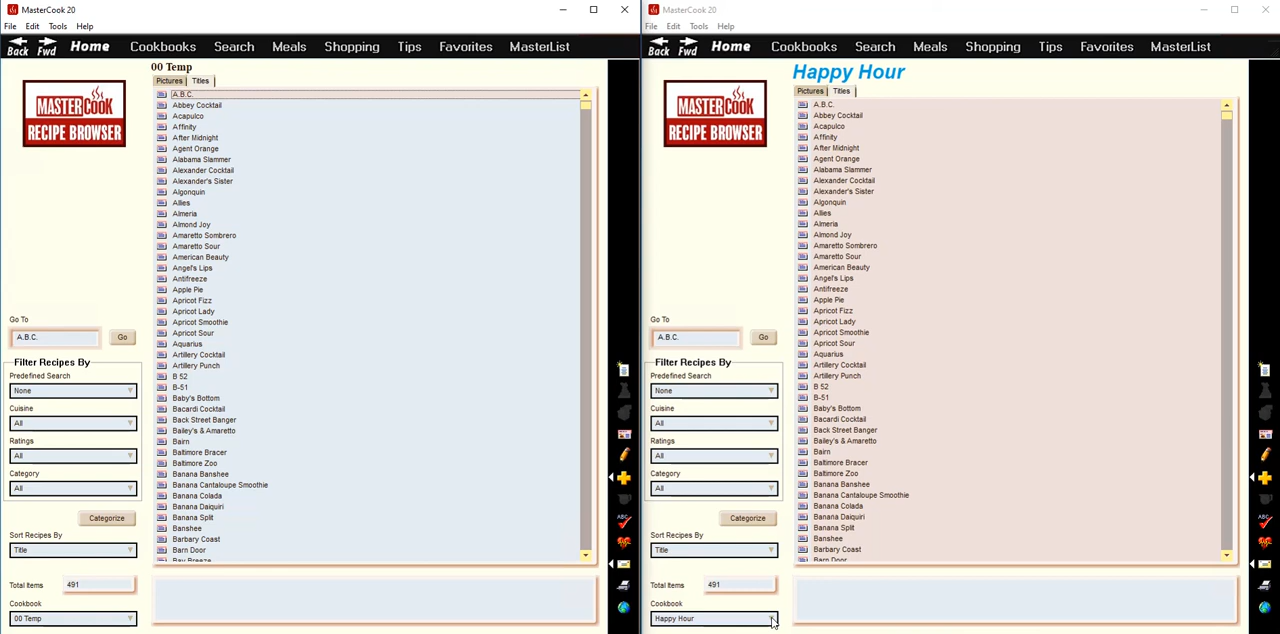 MasterCook 20
File Edit Tools Help
Back Fwd Home Cookbooks Search Meals Shopping Tips Favorites MasterList
00 Temp
Pictures Titles
MASTERCOOK
RECIPE BROWSER
A.B.C.
Abbey Cocktail
Acapulco
Affinity
After Midnight
Agent Orange
Alabama Slammer
Alexander Cocktail
Alexander's Sister
Algonquin
Allies
Almeria
Almond Joy
Amaretto Sombrero
Amaretto Sour
American Beauty
Angel's Lips
Antifreeze
Apple Pie
Apricot Fizz
Apricot Lady
Apricot Smoothie
Apricot Sour
Aquarius
Artillery Cocktail
Artillery Punch
B 52
B-51
Baby's Bottom
Bacardi Cocktail
Back Street Banger
Bailey's & Amaretto
Bairn
Baltimore Bracer
Baltimore Zoo
Banana Banshee
Banana Cantaloupe Smoothie
Banana Colada
Banana Daiquiri
Banana Split
Banshee
Barbary Coast
Barn Door
Bay Breeze
Go To
A.B.C. Go
Filter Recipes By
Predefined Search
None
Cuisine
All
Ratings
All
Category
All
Categorize
Sort Recipes By
Title
Total Items 491
Cookbook
00 Temp
ABC
MasterCook 20
File Edit Tools Help
Back Fwd Home Cookbooks Search Meals Shopping Tips Favorites MasterList
Happy Hour
Pictures Titles
MASTERCOOK
RECIPE BROWSER
A.B.C.
Abbey Cocktail
Acapulco
Affinity
After Midnight
Agent Orange
Alabama Slammer
Alexander Cocktail
Alexander's Sister
Algonquin
Allies
Almeria
Almond Joy
Amaretto Sombrero
Amaretto Sour
American Beauty
Angel's Lips
Antifreeze
Apple Pie
Apricot Fizz
Apricot Lady
Apricot Smoothie
Apricot Sour
Aquarius
Artillery Cocktail
Artillery Punch
B 52
B-51
Baby's Bottom
Bacardi Cocktail
Back Street Banger
Bailey's & Amaretto
Bairn
Baltimore Bracer
Baltimore Zoo
Banana Banshee
Banana Cantaloupe Smoothie
Banana Colada
Banana Daiquiri
Banana Split
Banshee
Barbary Coast
Barn Door
Go To
A.B.C. Go
Filter Recipes By
Predefined Search
None
Cuisine
All
Ratings
All
Category
All
Categorize
Sort Recipes By
Title
Total Items 491
Cookbook
Happy Hour
ABC